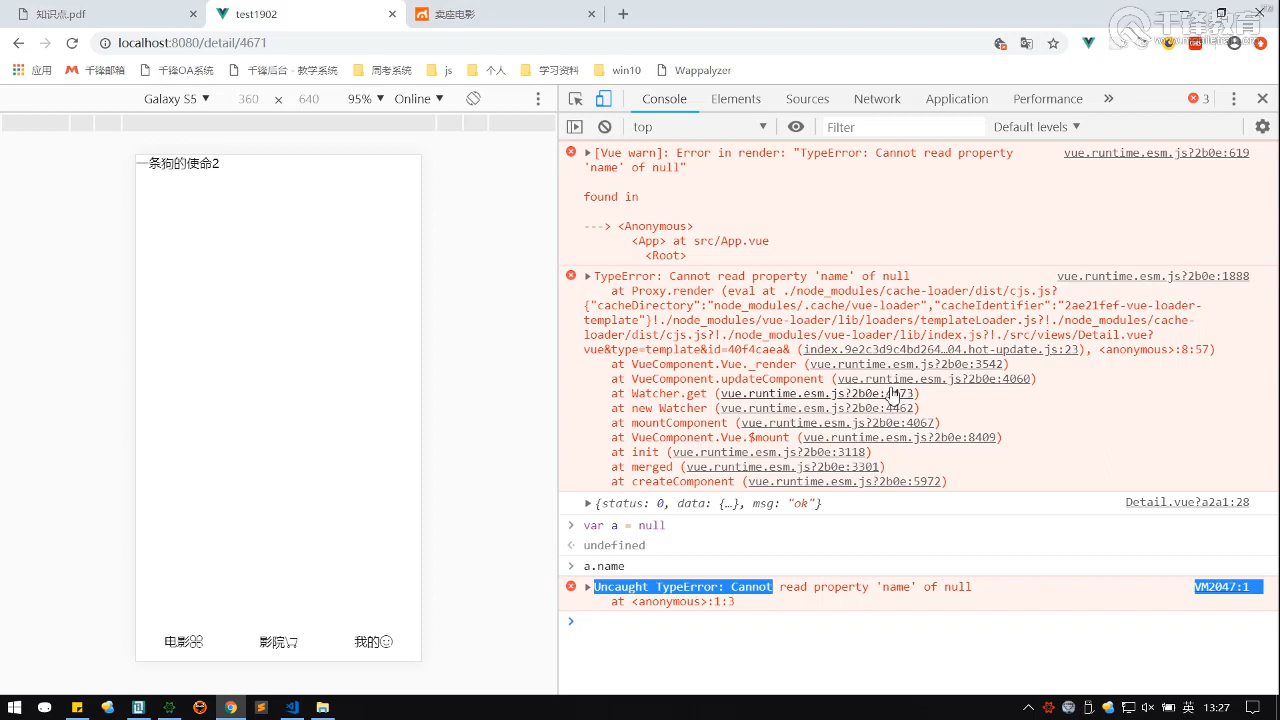 知识点.pdf
test1902
卖座电影
localhost:8080/detail/4671
千锋教育
应用
千锋邮箱
千锋OA系统
千锋后台 - 教学系统
周考系统
js
个人
学习资料
win10
Wappalyzer
Galaxy S5 ▼ 360 × 640 95% ▼ Online ▼
Console Elements Sources Network Application Performance » 3
top
Filter
Default levels ▼
一条狗的使命2
电影
影院
我的
[Vue warn]: Error in render: "TypeError: Cannot read property vue.runtime.esm.js?2b0e:619
'name' of null"
found in
---> <Anonymous>
<App> at src/App.vue
<Root>
TypeError: Cannot read property 'name' of null vue.runtime.esm.js?2b0e:1888
at Proxy.render (eval at ./node_modules/cache-loader/dist/cjs.js?
{"cacheDirectory":"node_modules/.cache/vue-loader","cacheIdentifier":"2ae21fef-vue-loader-
template"}!./node_modules/vue-loader/lib/loaders/templateLoader.js?!./node_modules/cache-
loader/dist/cjs.js?!./node_modules/vue-loader/lib/index.js?!./src/views/Detail.vue?
vue&type=template&id=40f4caea& (index.9e2c3d9c4bd264…04.hot-update.js:23), <anonymous>:8:57)
at VueComponent.Vue._render (vue.runtime.esm.js?2b0e:3542)
at VueComponent.updateComponent (vue.runtime.esm.js?2b0e:4060)
at Watcher.get (vue.runtime.esm.js?2b0e:4473)
at new Watcher (vue.runtime.esm.js?2b0e:4462)
at mountComponent (vue.runtime.esm.js?2b0e:4067)
at VueComponent.Vue.$mount (vue.runtime.esm.js?2b0e:8409)
at init (vue.runtime.esm.js?2b0e:3118)
at merged (vue.runtime.esm.js?2b0e:3301)
at createComponent (vue.runtime.esm.js?2b0e:5972)
{status: 0, data: {…}, msg: "ok"} Detail.vue?a2a1:28
var a = null
undefined
a.name
Uncaught TypeError: Cannot read property 'name' of null VM2047:1
at <anonymous>:1:3
英 13:27